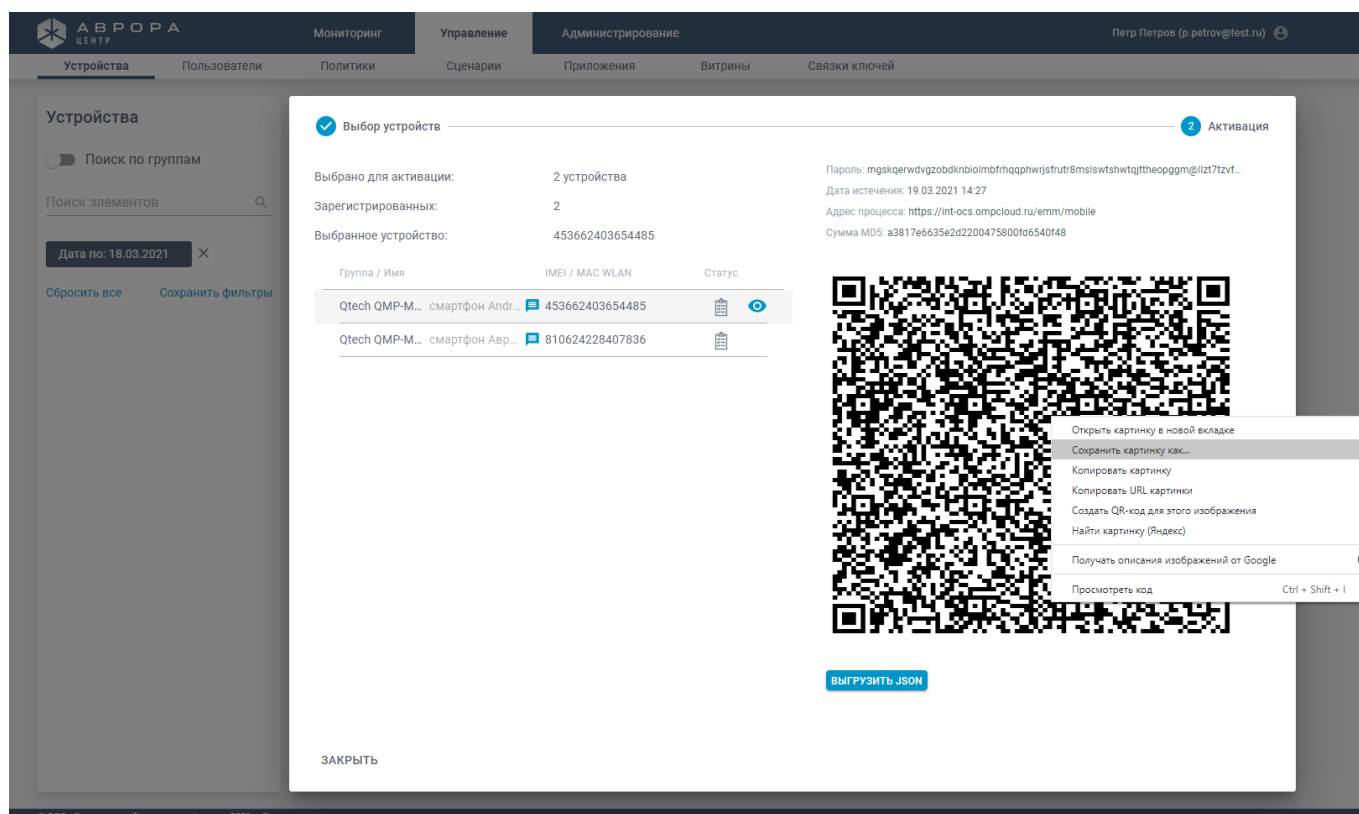 АВРОРА
ЦЕНТР
Мониторинг Управление Администрирование Петр Петров (p.petrov@test.ru)
Устройства Пользователи Политики Сценарии Приложения Витрины Связки ключей
Устройства
Поиск по группам
Поиск элементов
Дата по: 18.03.2021
Сбросить все Сохранить фильтры
Выбор устройств 2 Активация
Выбрано для активации: 2 устройства
Зарегистрированных: 2
Выбранное устройство: 453662403654485
Группа / Имя IMEI / MAC WLAN Статус
Qtech QMP-M... смартфон Andr... 453662403654485
Qtech QMP-M... смартфон Авр... 810624228407836
Пароль: mgskqerwdvgzobdknbiolmbfrhqqphwrjsfrutr8mslswtshwtqjttheopggm@llzt7tzvf...
Дата истечения: 19.03.2021 14:27
Адрес процесса: https://int-ocs.ompcloud.ru/emm/mobile
Сумма MD5: a3817e6635e2d2200475800fd6540f48
Открыть картинку в новой вкладке
Сохранить картинку как...
Копировать картинку
Копировать URL картинки
Создать QR-код для этого изображения
Найти картинку (Яндекс)
Получать описания изображений от Google
Просмотреть код Ctrl + Shift + I
ВЫГРУЗИТЬ JSON
ЗАКРЫТЬ